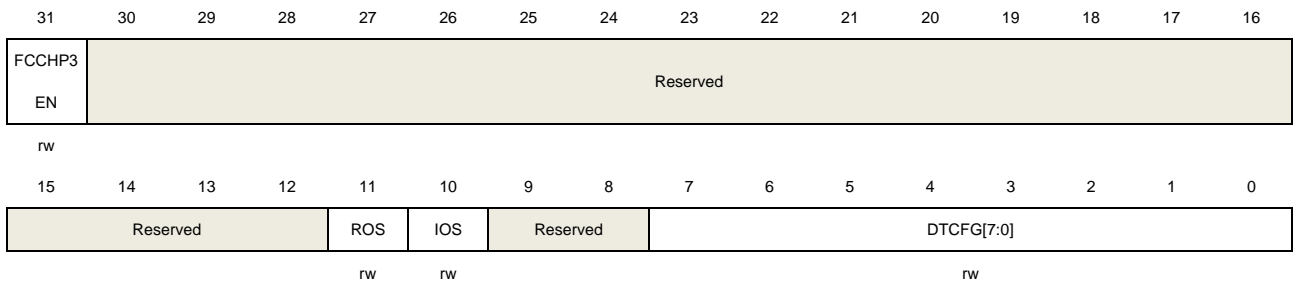 31 30 29 28 27 26 25 24 23 22 21 20 19 18 17 16
FCCHP3
EN
Reserved
rw
15 14 13 12 11 10 9 8 7 6 5 4 3 2 1 0
Reserved ROS IOS Reserved DTCFG[7:0]
rw rw rw